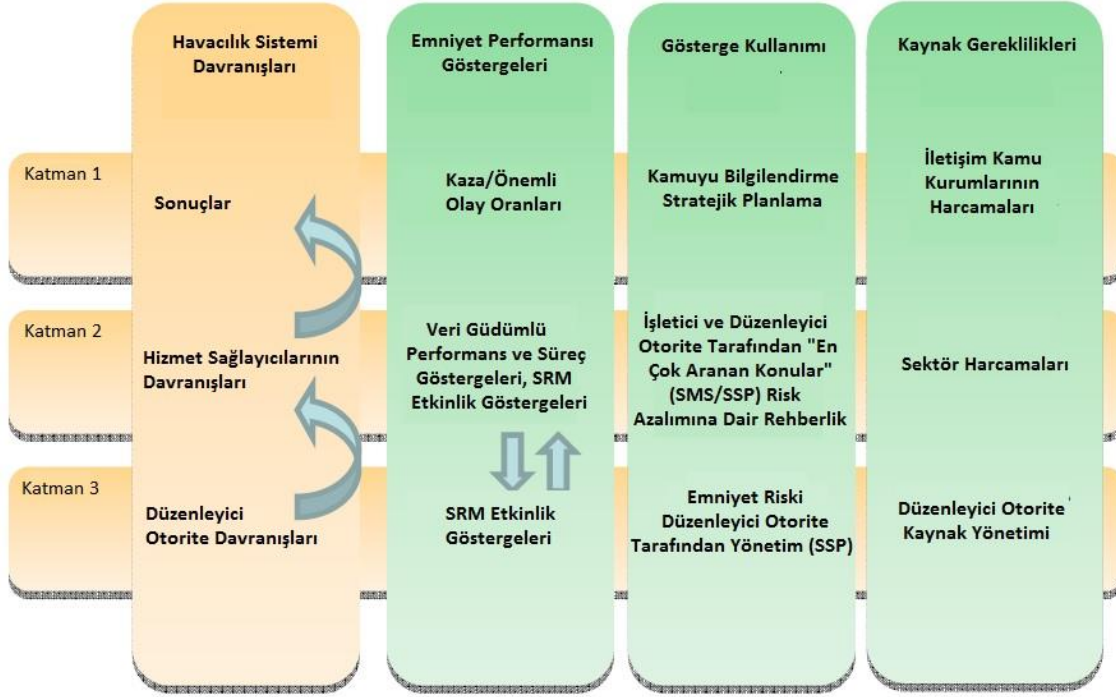 Havacılık Sistemi
Davranışları
Emniyet Performansı
Göstergeleri
Gösterge Kullanımı
Kaynak Gereklilikleri
Katman 1
Sonuçlar
Kaza/Önemli
Olay Oranları
Kamuyu Bilgilendirme
Stratejik Planlama
İletişim Kamu
Kurumlarının
Harcamaları
Katman 2
Hizmet Sağlayıcılarının
Davranışları
Veri Güdümlü
Performans ve Süreç
Göstergeleri, SRM
Etkinlik Göstergeleri
İşletici ve Düzenleyici
Otorite Tarafından "En
Çok Aranan Konular"
(SMS/SSP) Risk
Azalımına Dair Rehberlik
Sektör Harcamaları
Katman 3
Düzenleyici
Otorite Davranışları
SRM Etkinlik
Göstergeleri
Emniyet Riski
Düzenleyici Otorite
Tarafından Yönetim (SSP)
Düzenleyici Otorite
Kaynak Yönetimi